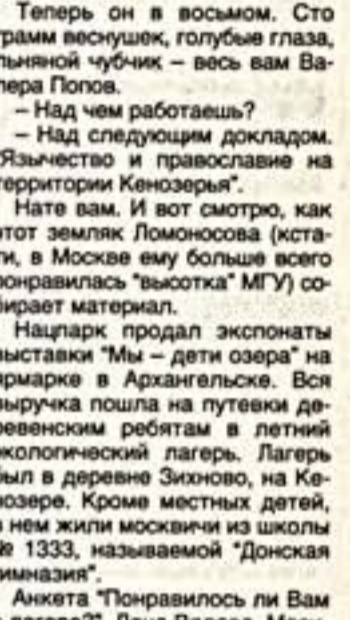 Теперь он в восьмом. Сто
грамм веснушек, голубые глаза,
льняной чубчик – весь вам Ва-
лера Попов.
– Над чем работаешь?
– Над следующим докладом.
"Язычество и православие на
территории Кенозерья".
Нате вам. И вот смотрю, как
этот земляк Ломоносова (кста-
ти, в Москве ему больше всего
понравилась "высотка" МГУ) со-
бирает материал.
Нацпарк продал экспонаты
выставки "Мы – дети озера" на
ярмарке в Архангельске. Вся
выручка пошла на путевки де-
ревенским ребятам в летний
экологический лагерь. Лагерь
был в деревне Зихново, на Ке-
нозере. Кроме местных детей,
в нем жили москвичи из школы
№ 1333, называемой "Донская
гимназия".
Анкета "Понравилось ли Вам